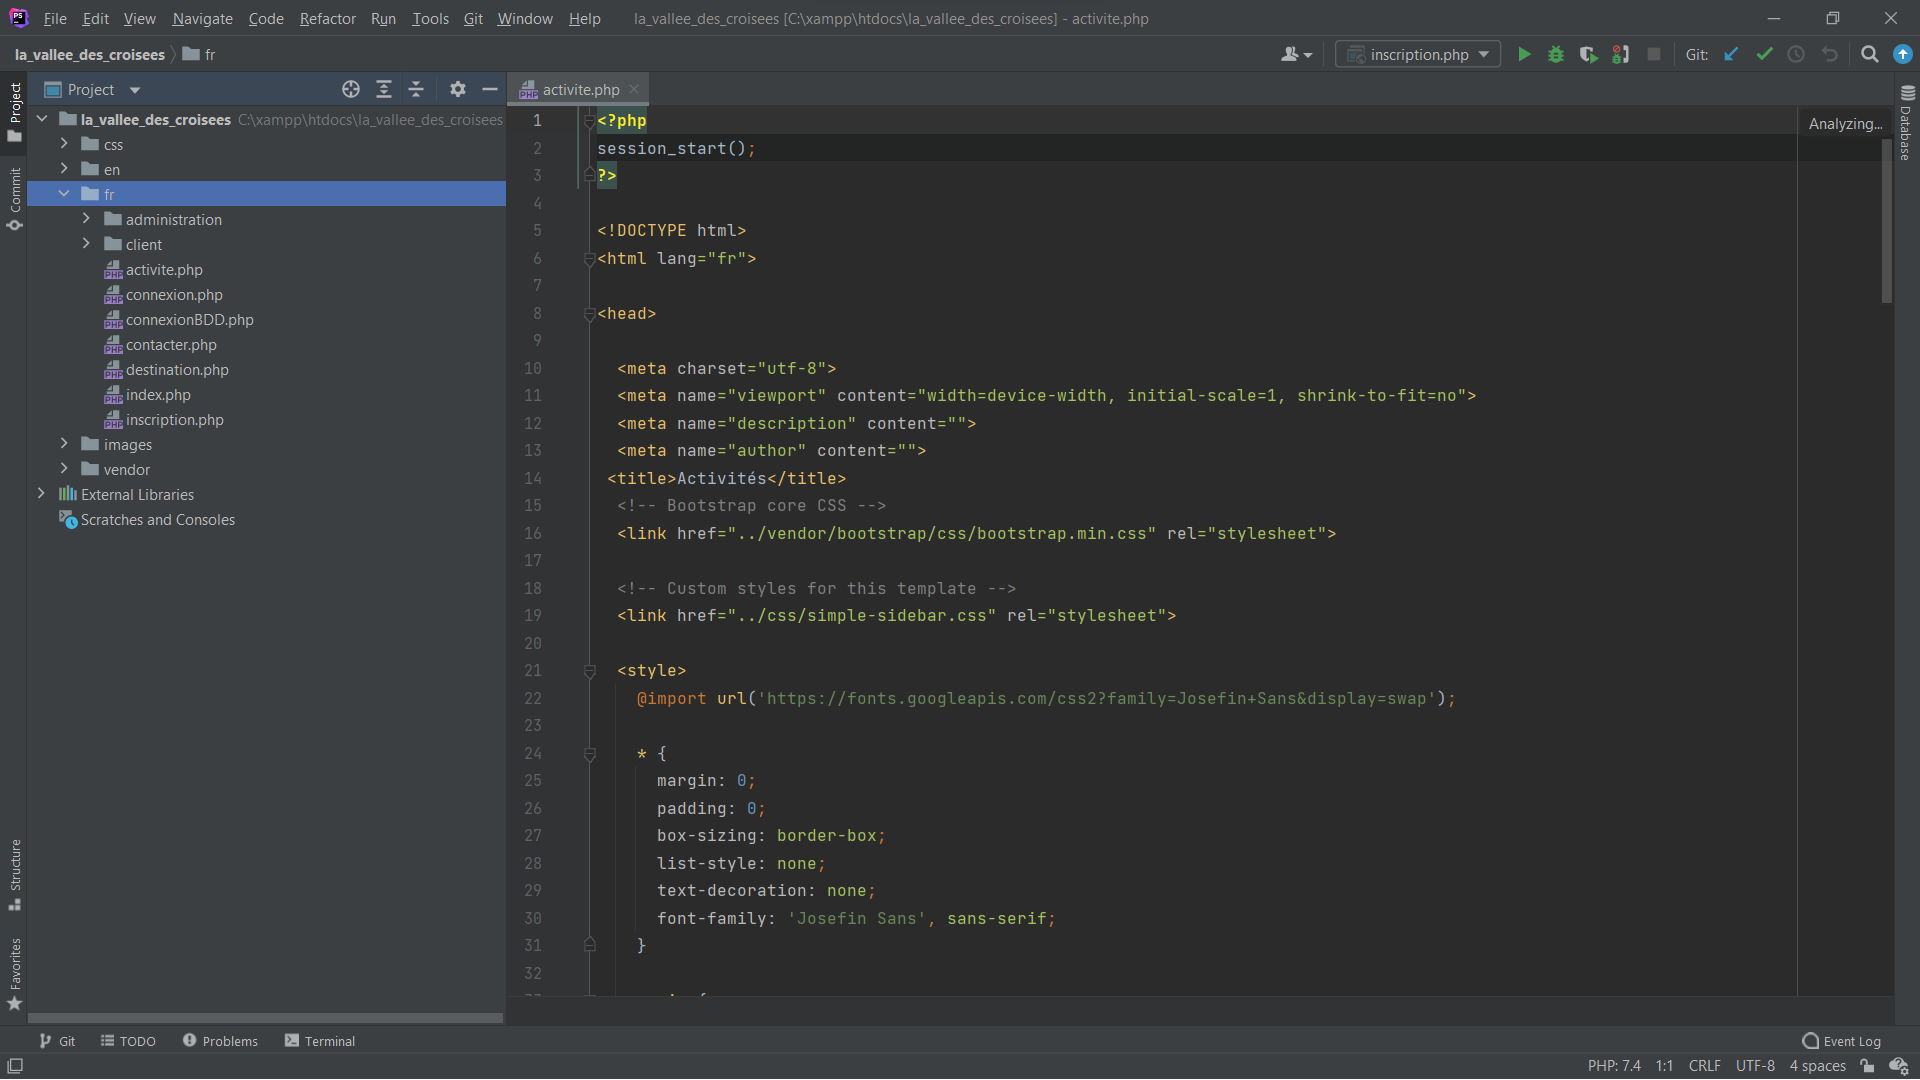 PS File Edit View Navigate Code Refactor Run Tools Git Window Help la_vallee_des_croisees [C:\xampp\htdocs\la_vallee_des_croisees] - activite.php
la_vallee_des_croisees fr inscription.php Git:
Project activite.php
Project
Commit
Structure
Favorites
la_vallee_des_croisees C:\xampp\htdocs\la_vallee_des_croisees
css
en
fr
administration
client
activite.php
connexion.php
connexionBDD.php
contacter.php
destination.php
index.php
inscription.php
images
vendor
External Libraries
Scratches and Consoles
1 <?php
2 session_start();
3 ?>
4
5 <!DOCTYPE html>
6 <html lang="fr">
7
8 <head>
9
10 <meta charset="utf-8">
11 <meta name="viewport" content="width=device-width, initial-scale=1, shrink-to-fit=no">
12 <meta name="description" content="">
13 <meta name="author" content="">
14 <title>Activités</title>
15 <!-- Bootstrap core CSS -->
16 <link href="../vendor/bootstrap/css/bootstrap.min.css" rel="stylesheet">
17
18 <!-- Custom styles for this template -->
19 <link href="../css/simple-sidebar.css" rel="stylesheet">
20
21 <style>
22 @import url('https://fonts.googleapis.com/css2?family=Josefin+Sans&display=swap');
23
24 * {
25 margin: 0;
26 padding: 0;
27 box-sizing: border-box;
28 list-style: none;
29 text-decoration: none;
30 font-family: 'Josefin Sans', sans-serif;
31 }
32
Analyzing...
Database
Git TODO Problems Terminal Event Log
PHP: 7.4 1:1 CRLF UTF-8 4 spaces